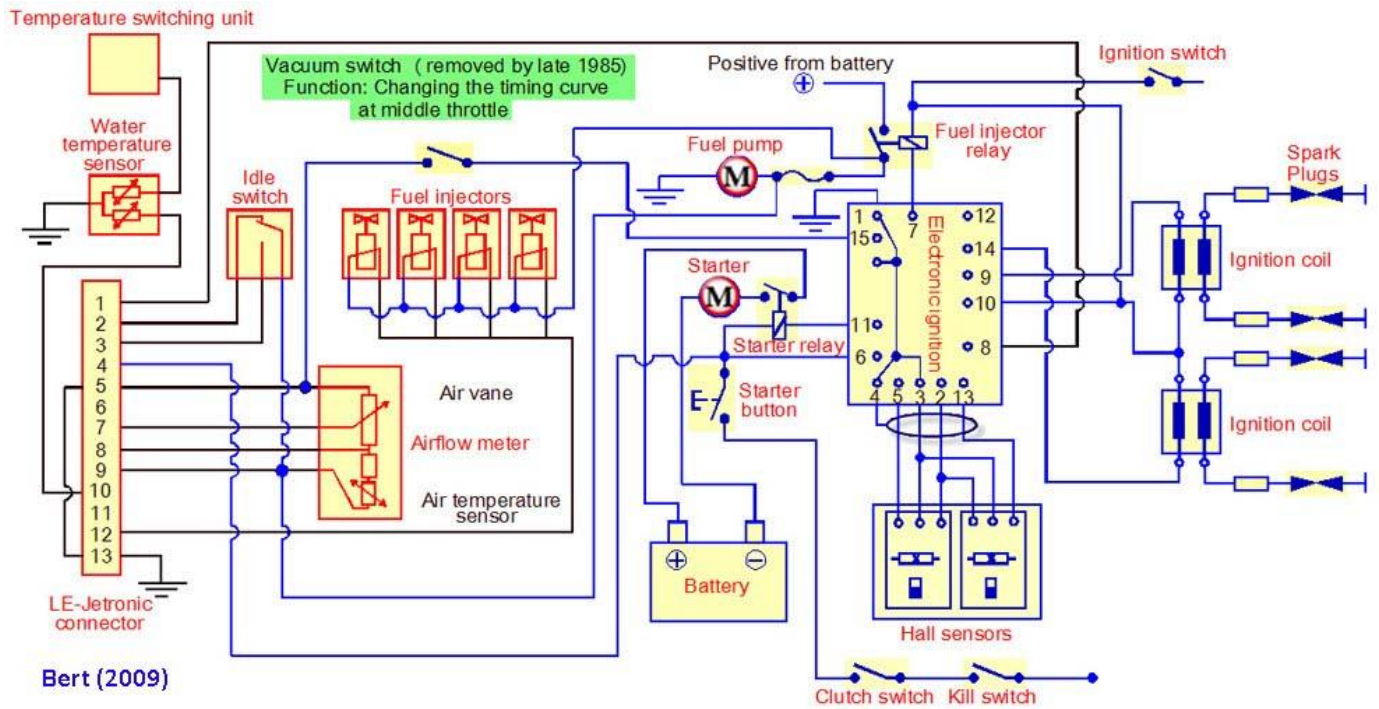 Temperature switching unit
Vacuum switch ( removed by late 1985)
Function: Changing the timing curve
at middle throttle
Positive from battery
Ignition switch
Water
temperature
sensor
Idle
switch
Fuel injectors
Fuel pump
M
Fuel injector
relay
Spark
Plugs
Starter
M
Starter relay
Starter
button
Electronic ignition
1
15
7
12
14
9
10
8
11
6
4
5
3
2
13
Ignition coil
Ignition coil
1
2
3
4
5
6
7
8
9
10
11
12
13
Air vane
Airflow meter
Air temperature
sensor
LE-Jetronic
connector
+
−
Battery
Hall sensors
Clutch switch
Kill switch
Bert (2009)